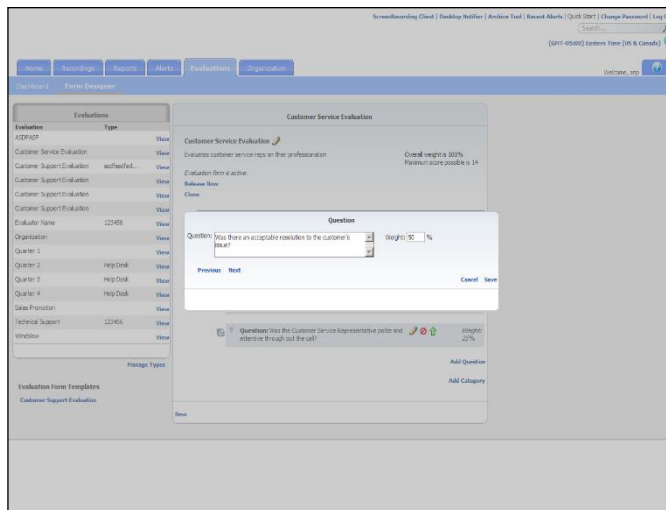 ScreenRecording Client | Desktop Notifier | Archive Tool | Recent Alerts | Quick Start | Change Password | Log
Search...
(GMT-05:00) Eastern Time (US & Canada)
Home Recordings Reports Alerts Evaluations Organization
Welcome,
Dashboard Form Designer
Evaluations
Evaluation Type
ASDFASF View
Customer Service Evaluation View
Customer Support Evaluation View
Customer Support Evaluation View
Customer Support Evaluation View
Customer Support Evaluation View
Evaluator Name 123456 View
Organization View
Quarter 1 View
Quarter 2 Help Desk View
Quarter 3 Help Desk View
Quarter 4 Help Desk View
Sales Promotion View
Technical Support 123456 View
Window View
Manage Types
Evaluation Form Templates
Customer Support Evaluation
Customer Service Evaluation
Customer Service Evaluation
Evaluates customer service reps on their professionalism
Overall weight is 100%
Maximum score possible is 14
Evaluation form is active.
Release Now
Close
Question
Question: Was there an acceptable resolution to the customer's
issue?
Weight: 50 %
Previous Next
Cancel Save
Question: Was the Customer Service Representative polite and
attentive through out the call?
Weight:
25%
Add Question
Add Category
New